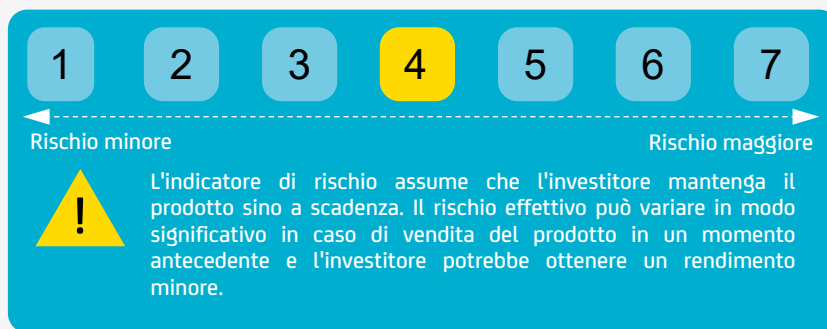 1 2 3 4 5 6 7
Rischio minore Rischio maggiore
L'indicatore di rischio assume che l'investitore mantenga il
! prodotto sino a scadenza. Il rischio effettivo può variare in modo
significativo in caso di vendita del prodotto in un momento
antecedente e l'investitore potrebbe ottenere un rendimento
minore.